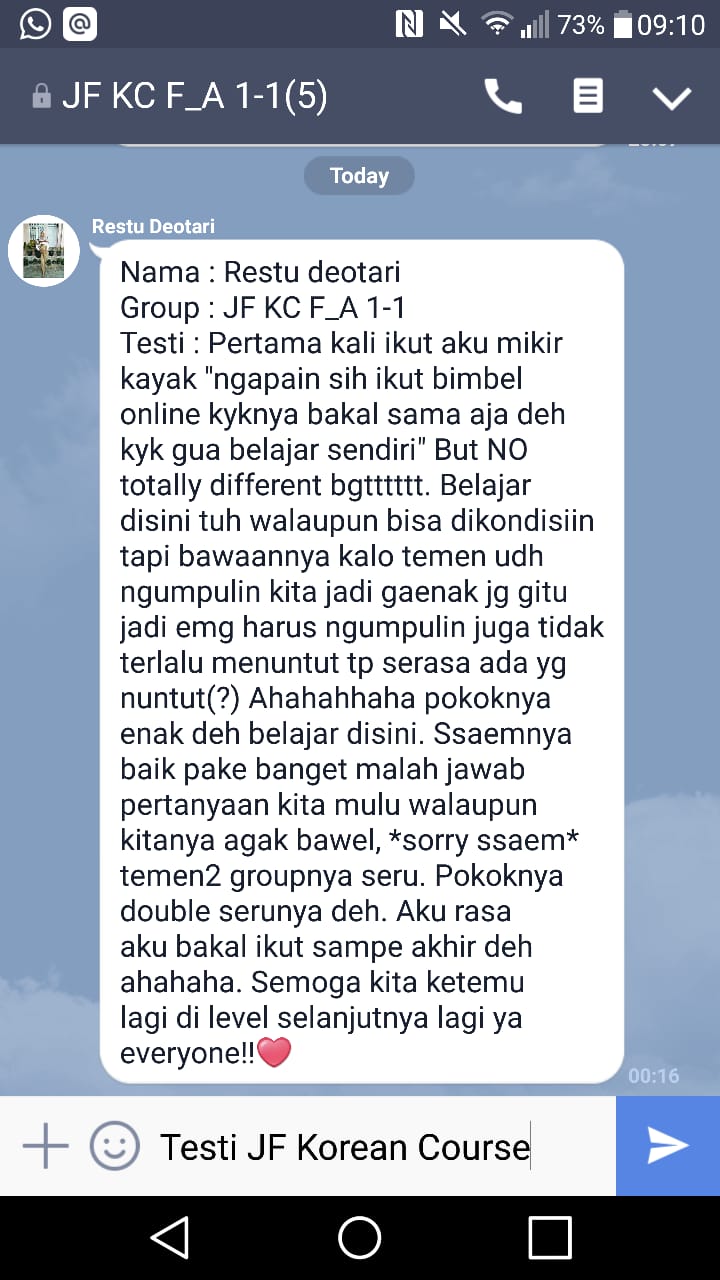 73% 09:10
JF KC F_A 1-1(5)
Today
Restu Deotari
Nama : Restu deotari
Group : JF KC F_A 1-1
Testi : Pertama kali ikut aku mikir
kayak "ngapain sih ikut bimbel
online kyknya bakal sama aja deh
kyk gua belajar sendiri" But NO
totally different bgtttttt. Belajar
disini tuh walaupun bisa dikondisiin
tapi bawaannya kalo temen udh
ngumpulin kita jadi gaenak jg gitu
jadi emg harus ngumpulin juga tidak
terlalu menuntut tp serasa ada yg
nuntut(?) Ahahahhaha pokoknya
enak deh belajar disini. Ssaemnya
baik pake banget malah jawab
pertanyaan kita mulu walaupun
kitanya agak bawel, *sorry ssaem*
temen2 groupnya seru. Pokoknya
double serunya deh. Aku rasa
aku bakal ikut sampe akhir deh
ahahaha. Semoga kita ketemu
lagi di level selanjutnya lagi ya
everyone!!❤️
00:16
Testi JF Korean Course